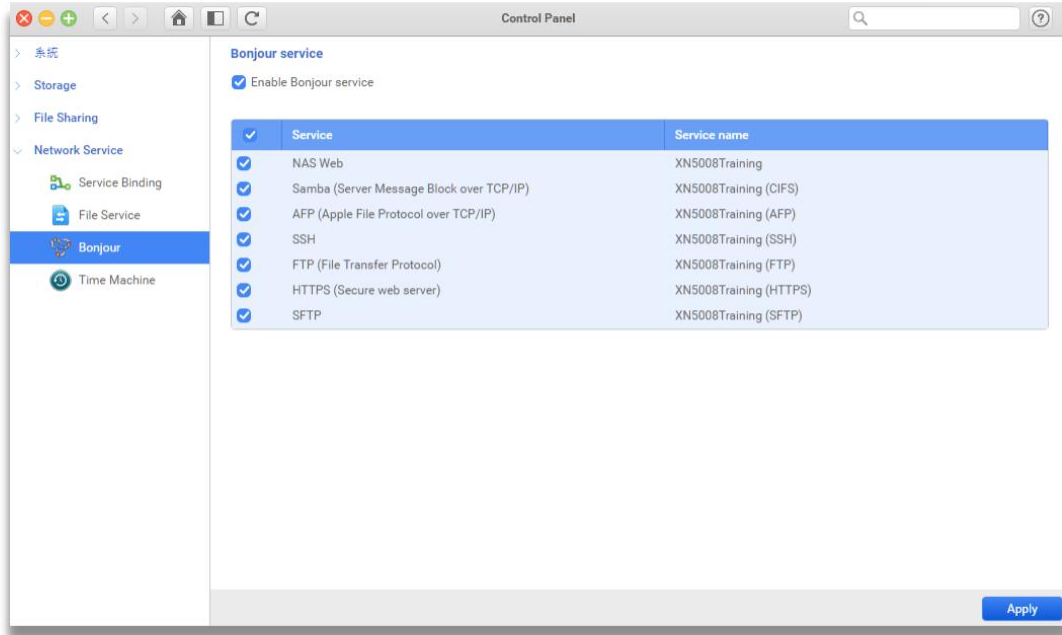 Control Panel
系統
Storage
File Sharing
Network Service
Service Binding
File Service
Bonjour
Time Machine
Bonjour service
Enable Bonjour service
Service Service name
NAS Web XN5008Training
Samba (Server Message Block over TCP/IP) XN5008Training (CIFS)
AFP (Apple File Protocol over TCP/IP) XN5008Training (AFP)
SSH XN5008Training (SSH)
FTP (File Transfer Protocol) XN5008Training (FTP)
HTTPS (Secure web server) XN5008Training (HTTPS)
SFTP XN5008Training (SFTP)
Apply